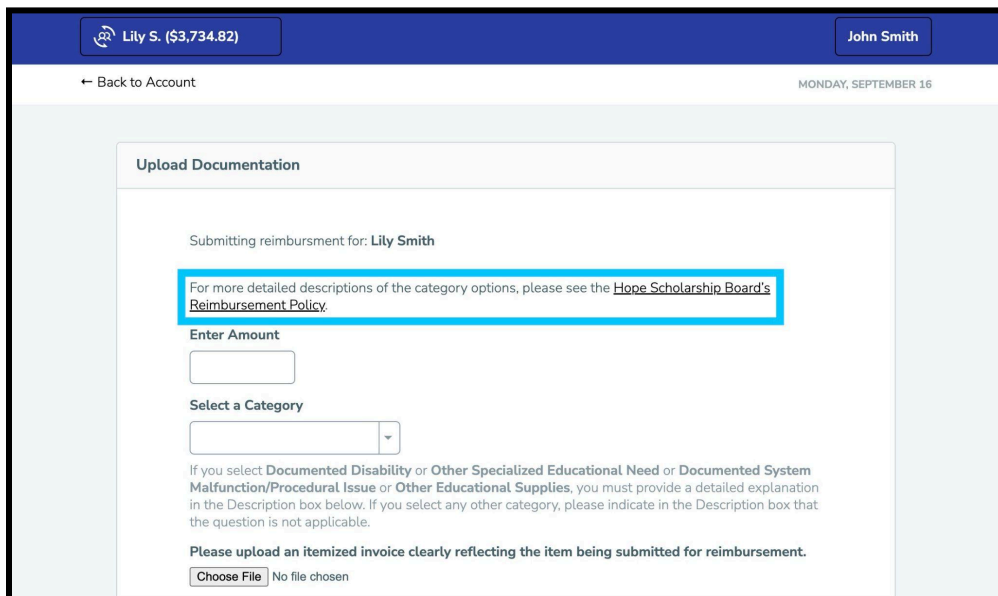 Lily S. ($3,734.82)
John Smith
← Back to Account
MONDAY, SEPTEMBER 16
Upload Documentation
Submitting reimbursment for: Lily Smith
For more detailed descriptions of the category options, please see the Hope Scholarship Board's
Reimbursement Policy.
Enter Amount
Select a Category
If you select Documented Disability or Other Specialized Educational Need or Documented System
Malfunction/Procedural Issue or Other Educational Supplies, you must provide a detailed explanation
in the Description box below. If you select any other category, please indicate in the Description box that
the question is not applicable.
Please upload an itemized invoice clearly reflecting the item being submitted for reimbursement.
Choose File No file chosen